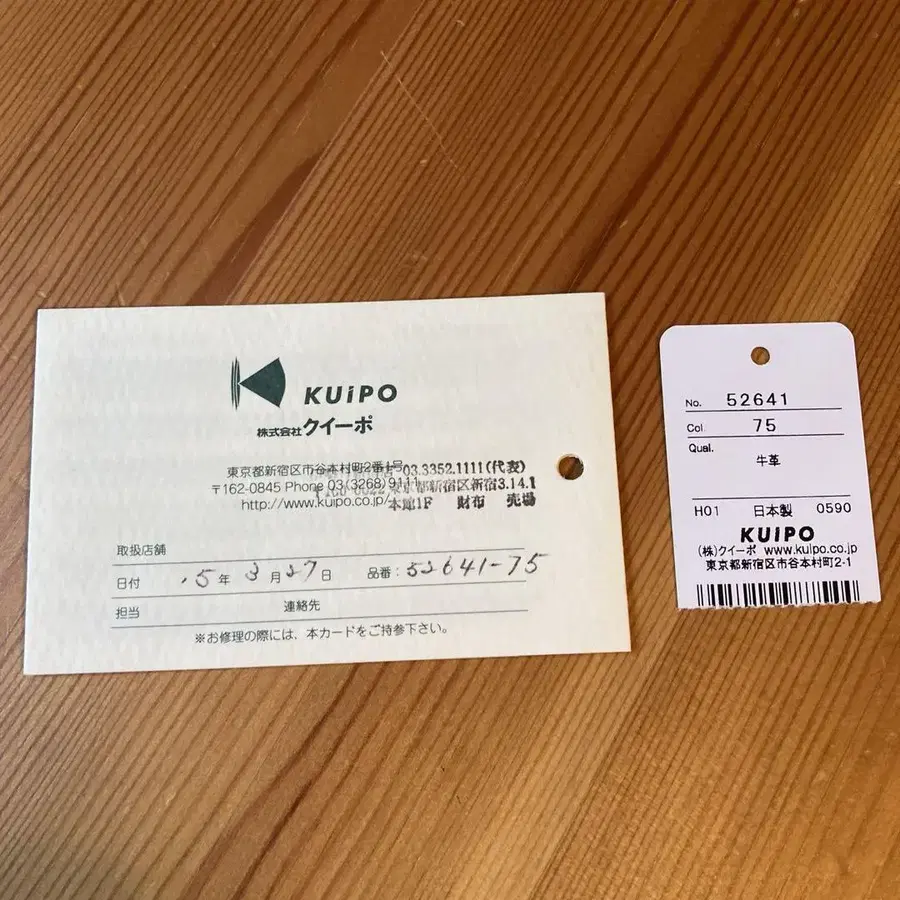 KUiPO
株式会社クイーポ
東京都新宿区市谷本村町2番1号
03.3352.1111(代表)
〒162-0845 Phone 03(3268)9111
東京都新宿区新宿3.14.1
http://www.kuipo.co.jp/
本館1F 財布 売場
取扱店舗
日付 '5年 3月27日 品番:52641-75
担当 連絡先
※お修理の際には、本カードをご持参下さい。
No. 52641
Col. 75
Qual.
牛革
H01 日本製 0590
KUiPO
(株)クイーポ www.kuipo.co.jp
東京都新宿区市谷本村町2-1